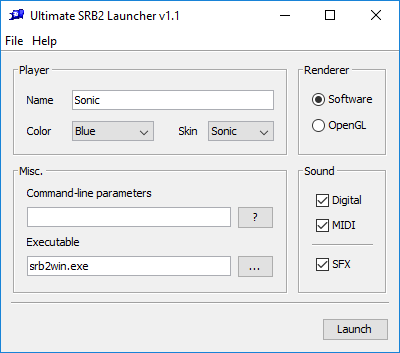 Ultimate SRB2 Launcher v1.1
File Help
Player
Name Sonic
Color Blue Skin Sonic
Renderer
Software
OpenGL
Misc.
Command-line parameters
?
Executable
srb2win.exe ...
Sound
Digital
MIDI
SFX
Launch